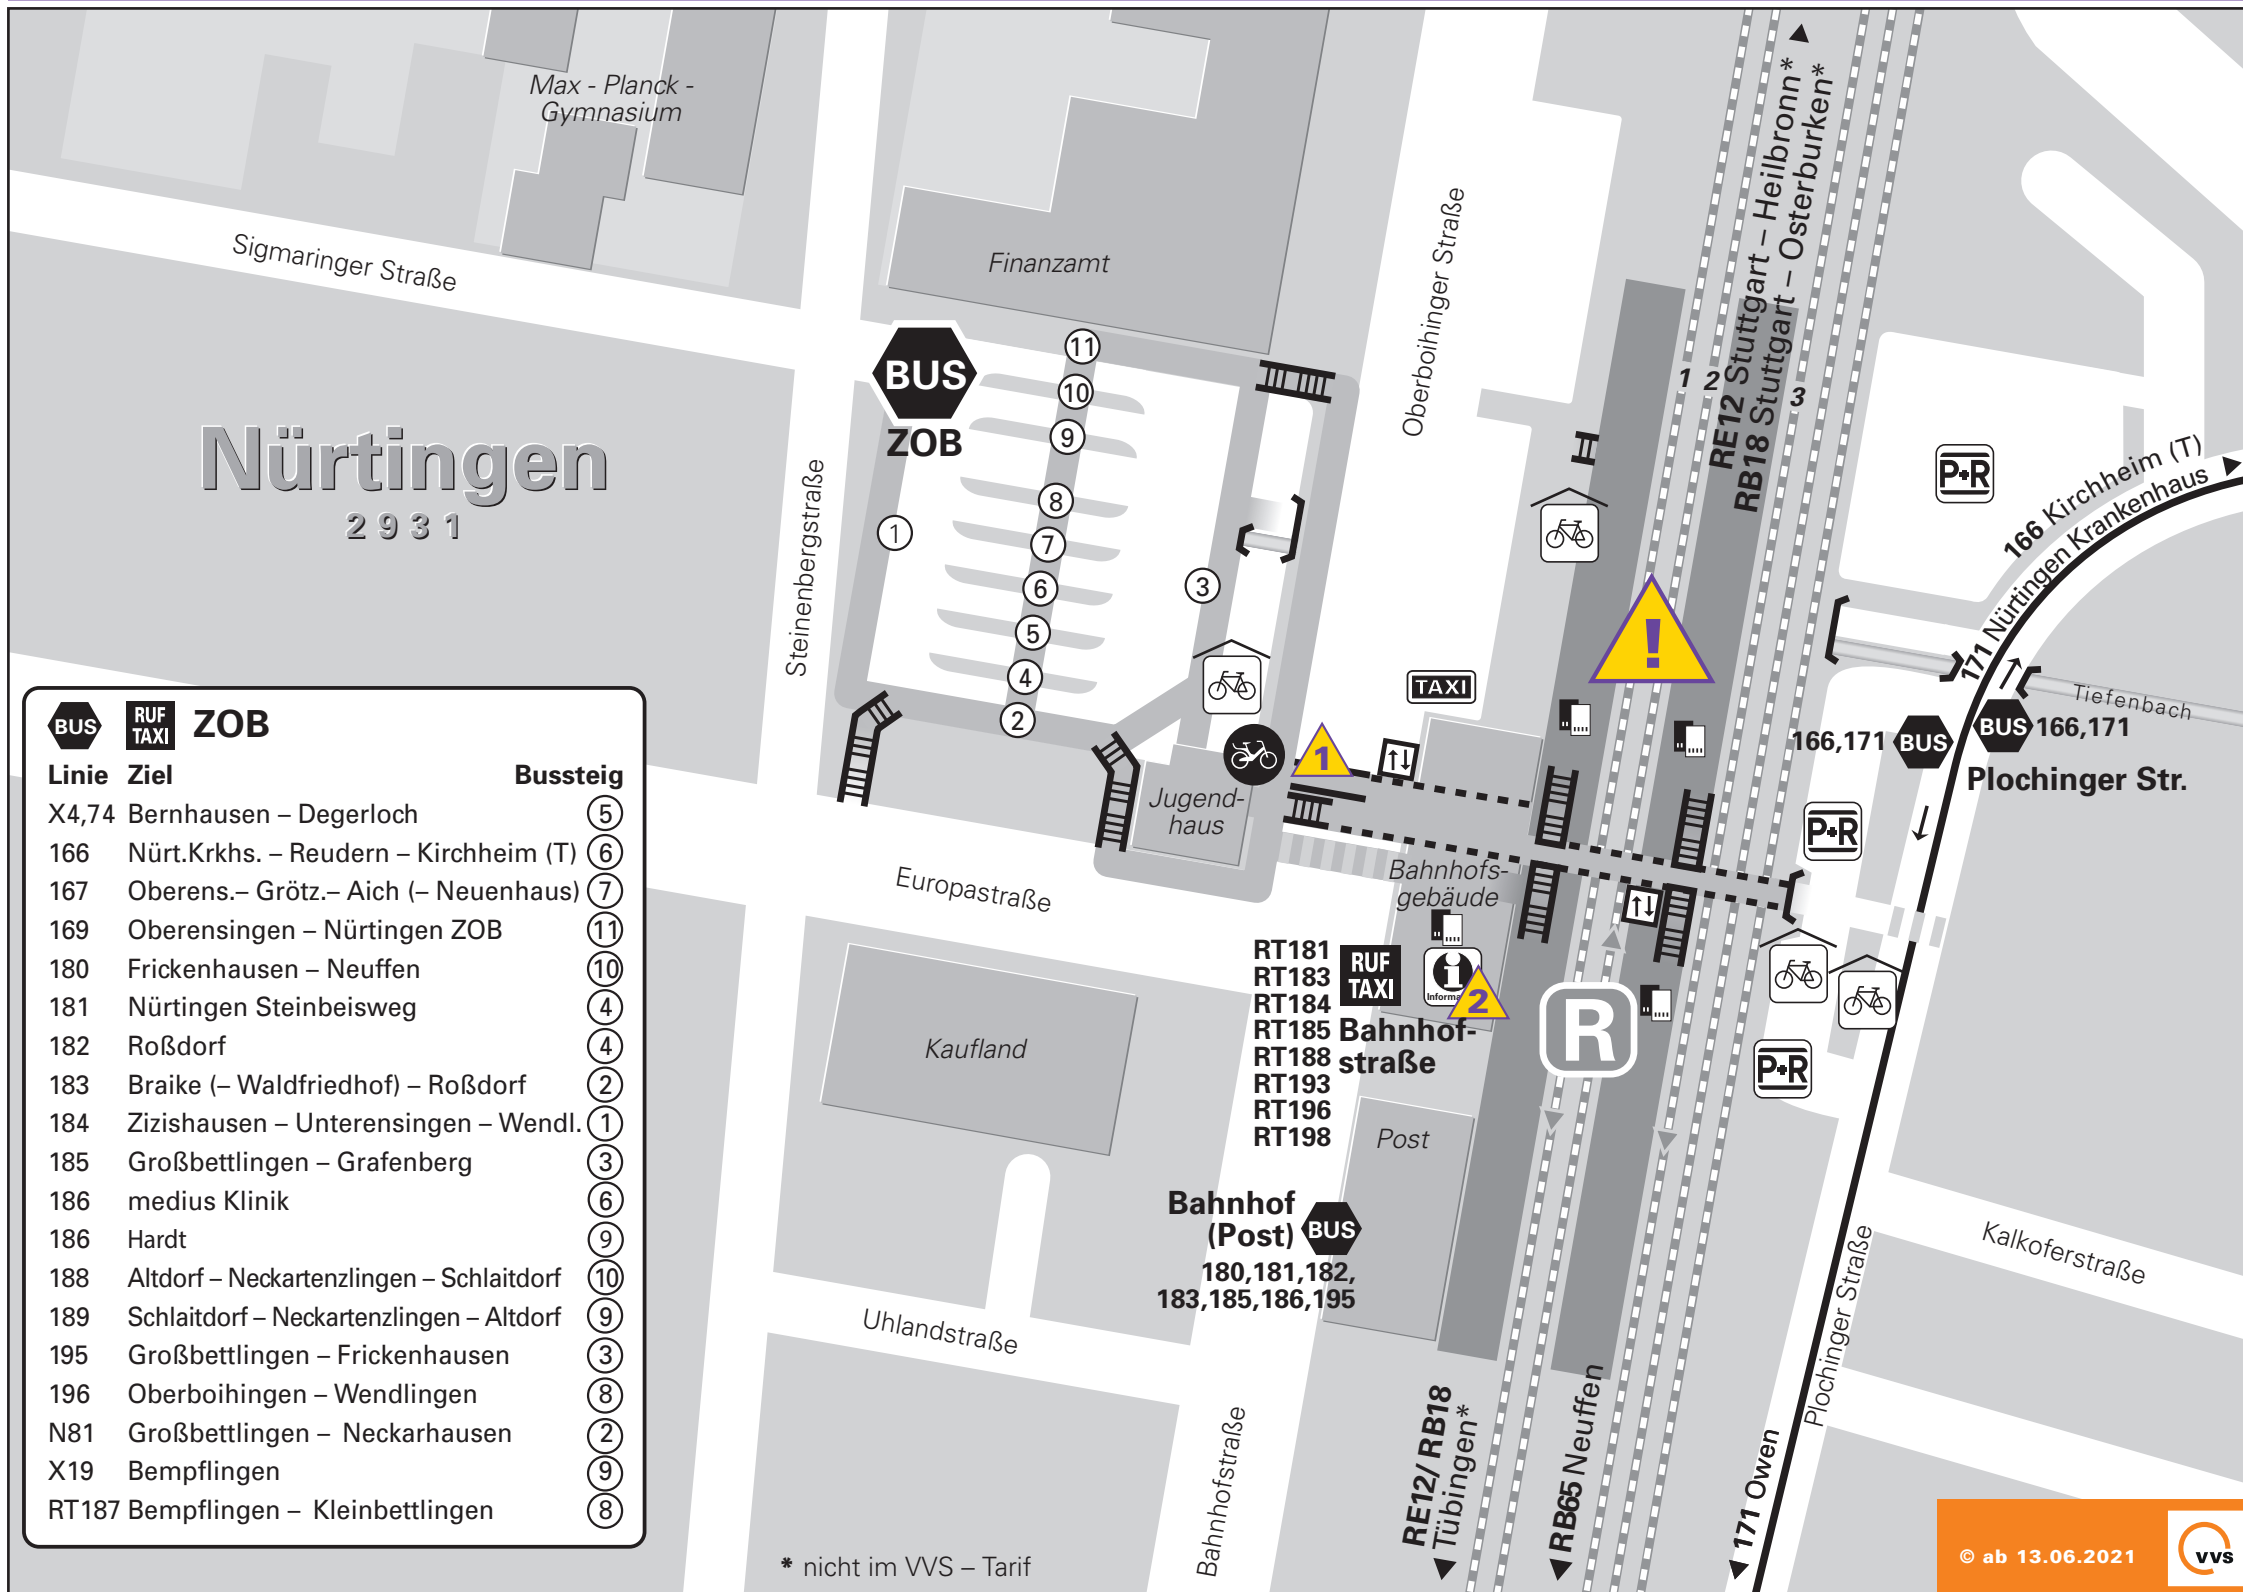 Max - Planck -
Gymnasium
Sigmaringer Straße
Finanzamt
Oberboihinger Straße
RE12 Stuttgart – Heilbronn*
RB18 Stuttgart – Osterburken*
1
2
3
Nürtingen
2931
BUS
ZOB
11
10
9
8
7
6
5
4
2
1
3
Steinenbergstraße
P+R
166 Kirchheim (T)
171 Nürtingen Krankenhaus
!
TAXI
Tiefenbach
166,171 BUS
BUS 166,171
Plochinger Str.
1
Jugend-
haus
P+R
Europastraße
Bahnhofs-
gebäude
BUS RUF TAXI ZOB
Linie Ziel Bussteig
X4,74 Bernhausen – Degerloch 5
166 Nürt.Krkhs. – Reudern – Kirchheim (T) 6
167 Oberens.– Grötz.– Aich (– Neuenhaus) 7
169 Oberensingen – Nürtingen ZOB 11
180 Frickenhausen – Neuffen 10
181 Nürtingen Steinbeisweg 4
182 Roßdorf 4
183 Braike (– Waldfriedhof) – Roßdorf 2
184 Zizishausen – Unterensingen – Wendl. 1
185 Großbettlingen – Grafenberg 3
186 medius Klinik 6
186 Hardt 9
188 Altdorf – Neckartenzlingen – Schlaitdorf 10
189 Schlaitdorf – Neckartenzlingen – Altdorf 9
195 Großbettlingen – Frickenhausen 3
196 Oberboihingen – Wendlingen 8
N81 Großbettlingen – Neckarhausen 2
X19 Bempflingen 9
RT187 Bempflingen – Kleinbettlingen 8
RT181
RT183
RT184
RT185
RT188
RT193
RT196
RT198
RUF
TAXI
Bahnhof-
straße
i
2
R
P+R
Kaufland
Post
Bahnhof
(Post) BUS
180,181,182,
183,185,186,195
Uhlandstraße
Bahnhofstraße
RE12/ RB18
Tübingen*
RB65 Neuffen
171 Owen
Plochinger Straße
Kalkoferstraße
* nicht im VVS – Tarif
© ab 13.06.2021
VVS